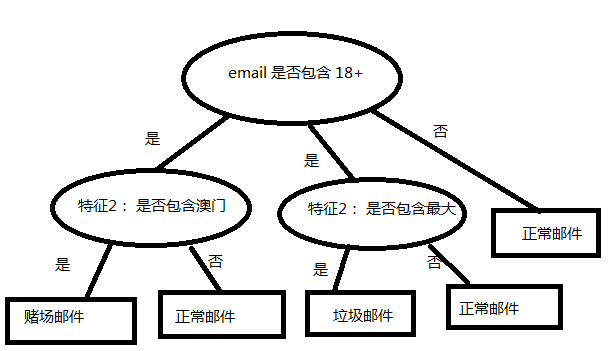 email 是否包含 18+
是
是
否
特征2： 是否包含澳门
特征2： 是否包含最大
正常邮件
是
否
是
否
赌场邮件
正常邮件
垃圾邮件
正常邮件